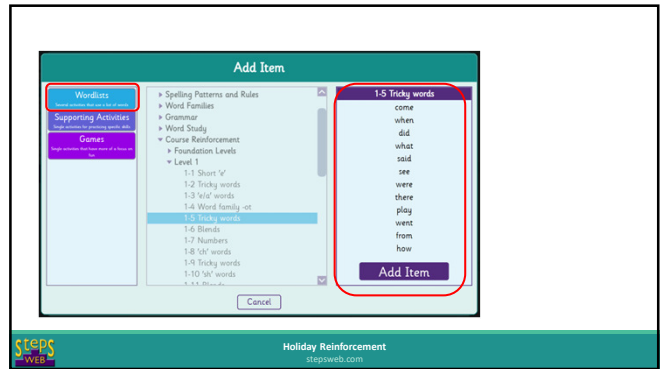 Add Item
Wordlists
Several activities that use a list of words
Supporting Activities
Single activities for practising specific skills
Games
Single activities that have more of a focus on fun
Spelling Patterns and Rules
Word Families
Grammar
Word Study
Course Reinforcement
Foundation Levels
Level 1
1-1 Short 'e'
1-2 Tricky words
1-3 'e/a' words
1-4 Word family -ot
1-5 Tricky words
1-6 Blends
1-7 Numbers
1-8 'ch' words
1-9 Tricky words
1-10 'sh' words
1-11 Blends
1-5 Tricky words
come
when
did
what
said
see
were
there
play
went
from
how
Add Item
Cancel
steps
WEB
Holiday Reinforcement
stepsweb.com